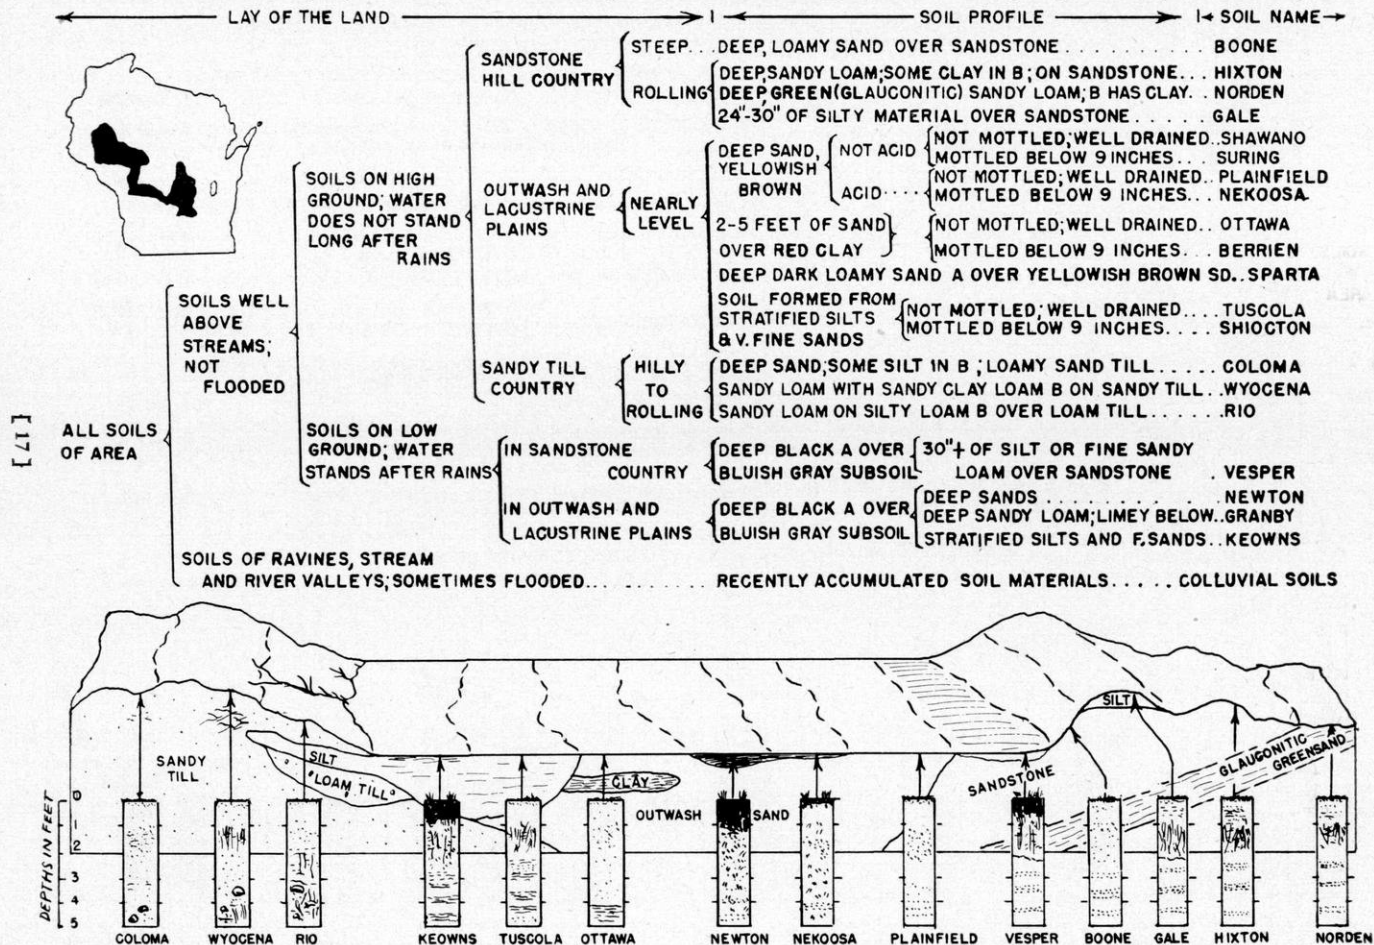 LAY OF THE LAND SOIL PROFILE SOIL NAME
SANDSTONE HILL COUNTRY
STEEP... DEEP, LOAMY SAND OVER SANDSTONE .......... BOONE
ROLLING
DEEP, SANDY LOAM; SOME CLAY IN B; ON SANDSTONE... HIXTON
DEEP, GREEN (GLAUCONITIC) SANDY LOAM; B HAS CLAY.. NORDEN
24"-30" OF SILTY MATERIAL OVER SANDSTONE ..... GALE
SOILS ON HIGH
GROUND; WATER
DOES NOT STAND
LONG AFTER
RAINS
OUTWASH AND
LACUSTRINE
PLAINS
NEARLY
LEVEL
DEEP SAND,
YELLOWISH
BROWN
NOT ACID
NOT MOTTLED; WELL DRAINED.. SHAWANO
MOTTLED BELOW 9 INCHES... SURING
ACID....
NOT MOTTLED; WELL DRAINED.. PLAINFIELD
MOTTLED BELOW 9 INCHES... NEKOOSA
2-5 FEET OF SAND
OVER RED CLAY
NOT MOTTLED; WELL DRAINED.. OTTAWA
MOTTLED BELOW 9 INCHES... BERRIEN
DEEP DARK LOAMY SAND A OVER YELLOWISH BROWN SD.. SPARTA
SOIL FORMED FROM
STRATIFIED SILTS
& V. FINE SANDS
NOT MOTTLED; WELL DRAINED.... TUSCOLA
MOTTLED BELOW 9 INCHES.... SHIOCTON
SOILS WELL
ABOVE
STREAMS;
NOT
FLOODED
SANDY TILL
COUNTRY
HILLY
TO
ROLLING
DEEP SAND; SOME SILT IN B; LOAMY SAND TILL ..... COLOMA
SANDY LOAM WITH SANDY CLAY LOAM B ON SANDY TILL.. WYOCENA
SANDY LOAM ON SILTY LOAM B OVER LOAM TILL ...... RIO
[ 17 ]
ALL SOILS
OF AREA
SOILS ON LOW
GROUND; WATER
STANDS AFTER RAINS
IN SANDSTONE
COUNTRY
DEEP BLACK A OVER
BLUISH GRAY SUBSOIL
30"+ OF SILT OR FINE SANDY
LOAM OVER SANDSTONE . VESPER
IN OUTWASH AND
LACUSTRINE PLAINS
DEEP BLACK A OVER
BLUISH GRAY SUBSOIL
DEEP SANDS .......... NEWTON
DEEP SANDY LOAM; LIMEY BELOW.. GRANBY
STRATIFIED SILTS AND F. SANDS.. KEOWNS
SOILS OF RAVINES, STREAM
AND RIVER VALLEYS; SOMETIMES FLOODED.......... RECENTLY ACCUMULATED SOIL MATERIALS..... COLLUVIAL SOILS
SILT
SANDY
TILL
SILT
LOAM TILL
CLAY
OUTWASH SAND
SANDSTONE
GLAUCONITIC
GREENSAND
DEPTHS IN FEET
0
1
2
3
4
5
COLOMA WYOCENA RIO KEOWNS TUSCOLA OTTAWA NEWTON NEKOOSA PLAINFIELD VESPER BOONE GALE HIXTON NORDEN